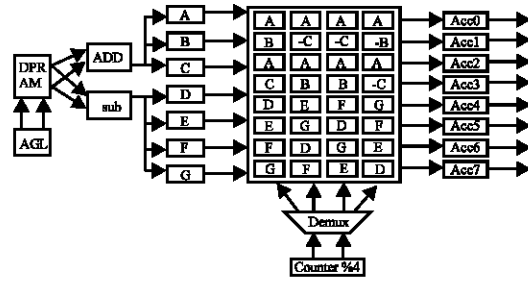 A A A A A Acc0
B B -C -C -B Acc1
DPR AM ADD C A A A A Acc2
C B B -C Acc3
sub D D E F G Acc4
AGL E E G D F Acc5
F F D G E Acc6
G G F E D Acc7
Demux
Counter %4